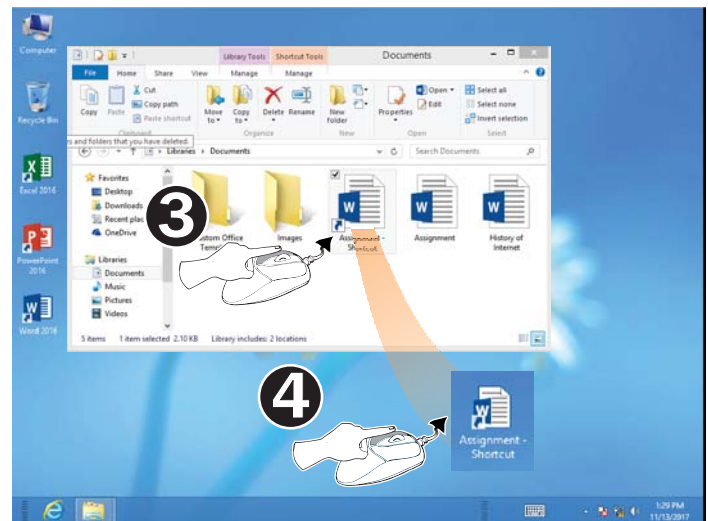 Computer
Recycle Bin
Excel 2016
PowerPoint
2016
Word 2016
Library Tools
Shortcut Tools
Documents
File
Home
Share
View
Manage
Manage
Copy
Paste
Cut
Copy path
Paste shortcut
Clipboard
Move
to
Copy
to
Delete
Rename
Organize
New
folder
New
Properties
Open
Edit
Open
Select all
Select none
Invert selection
Select
s and folders that you have deleted.
Libraries
Documents
Search Documents
Favorites
Desktop
Downloads
Recent plac
OneDrive
Libraries
Documents
Music
Pictures
Videos
3
stom Office
Images
Assignment -
Shortcut
Assignment
History of
Internet
5 items
1 item selected 2.10 KB
Library includes: 2 locations
4
Assignment -
Shortcut
1:29 PM
11/13/2017